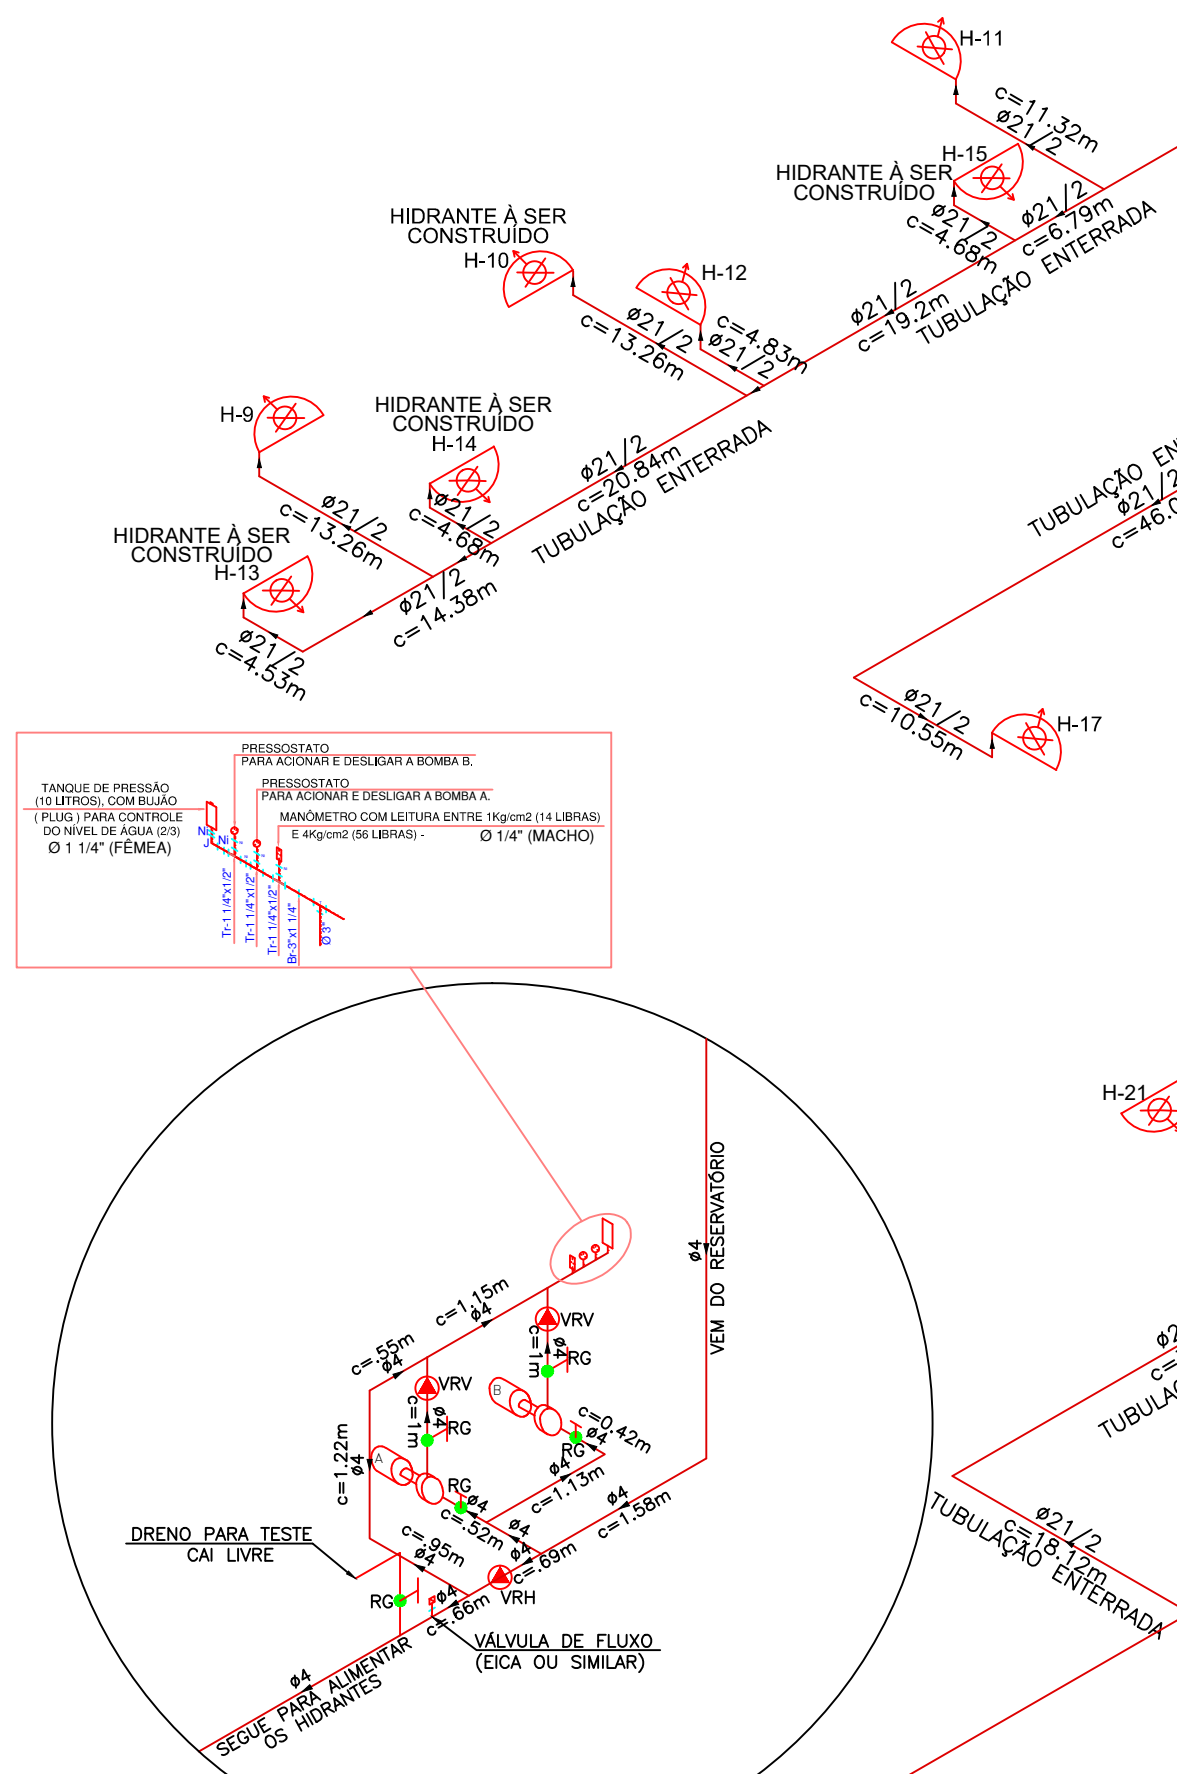 H-11
c=11.32m
ø21/2
H-15
HIDRANTE À SER
CONSTRUÍDO
ø21/2
c=4.68m
ø21/2
c=6.79m
TUBULAÇÃO ENTERRADA
HIDRANTE À SER
CONSTRUÍDO
H-10
H-12
ø21/2
c=13.26m
c=4.83m
ø21/2
ø21/2
c=19.2m
H-9
HIDRANTE À SER
CONSTRUÍDO
H-14
ø21/2
c=20.84m
TUBULAÇÃO ENTERRADA
ø21/2
c=13.26m
ø21/2
c=4.68m
HIDRANTE À SER
CONSTRUÍDO
H-13
ø21/2
c=14.38m
ø21/2
c=4.53m
TUBULAÇÃO EN
ø21/2
c=46.0
ø21/2
c=10.55m
H-17
PRESSOSTATO
PARA ACIONAR E DESLIGAR A BOMBA B.
PRESSOSTATO
PARA ACIONAR E DESLIGAR A BOMBA A.
TANQUE DE PRESSÃO
(10 LITROS), COM BUJÃO
( PLUG ) PARA CONTROLE
DO NÍVEL DE ÁGUA (2/3)
Ø 1 1/4" (FÊMEA)
MANÔMETRO COM LEITURA ENTRE 1Kg/cm2 (14 LIBRAS)
E 4Kg/cm2 (56 LIBRAS) -
Ø 1/4" (MACHO)
Ni
J
Ni
Tr-1 1/4"x1/2"
Tr-1 1/4"x1/2"
Tr-1 1/4"x1/2"
Br-3"x1 1/4"
Ø 3"
H-21
VEM DO RESERVATÓRIO
ø4
c=1.15m
ø4
c=.55m
ø4
VRV
c=1m
ø4
RG
VRV
c=1m
ø4
RG
B
A
c=0.42m
ø4
RG
RG
c=1.22m
ø4
ø4
c=1.13m
ø4
c=.52m
ø4
c=1.58m
ø4
ø4
c=.69m
c=.95m
ø4
DRENO PARA TESTE
CAI LIVRE
RG
ø4
c=.66m
VRH
VÁLVULA DE FLUXO
(EICA OU SIMILAR)
ø4
SEGUE PARA ALIMENTAR
OS HIDRANTES
ø2
c=
TUBULAÇ
ø21/2
c=18.12m
TUBULAÇÃO ENTERRADA